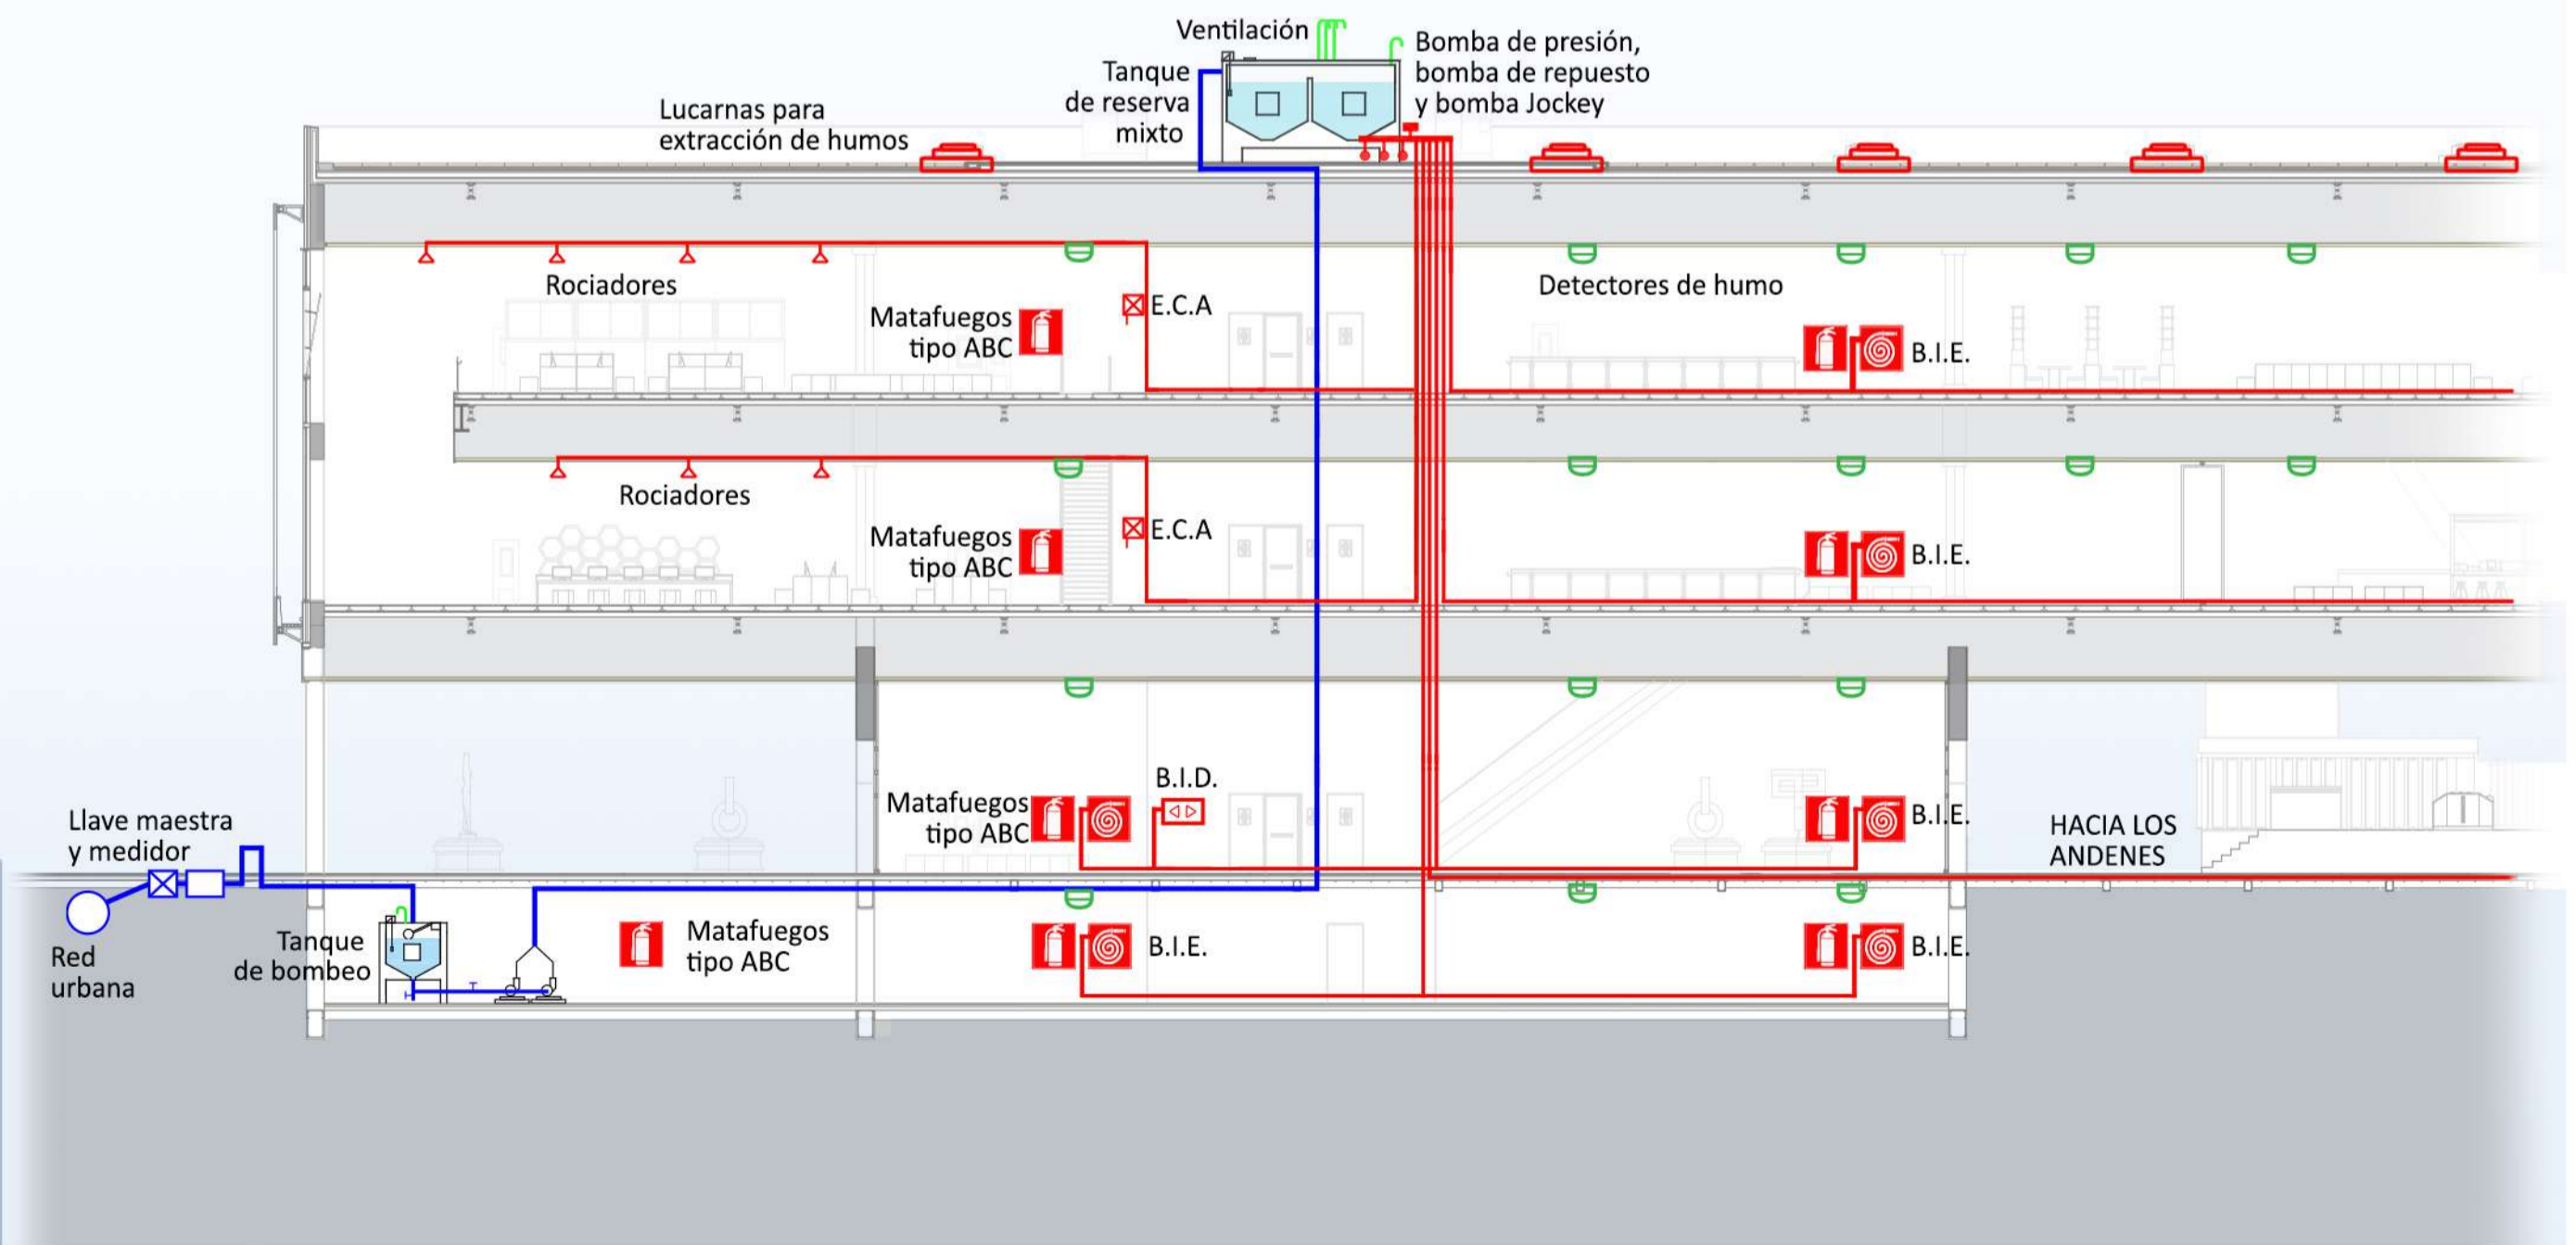 Ventilación
Bomba de presión,
bomba de repuesto
y bomba Jockey
Tanque
de reserva
mixto
Lucarnas para
extracción de humos
Rociadores
Detectores de humo
Matafuegos
tipo ABC
E.C.A
B.I.E.
Rociadores
Matafuegos
tipo ABC
E.C.A
B.I.E.
B.I.D.
Matafuegos
tipo ABC
B.I.E.
HACIA LOS
ANDENES
Llave maestra
y medidor
Red
urbana
Tanque
de bombeo
Matafuegos
tipo ABC
B.I.E.
B.I.E.